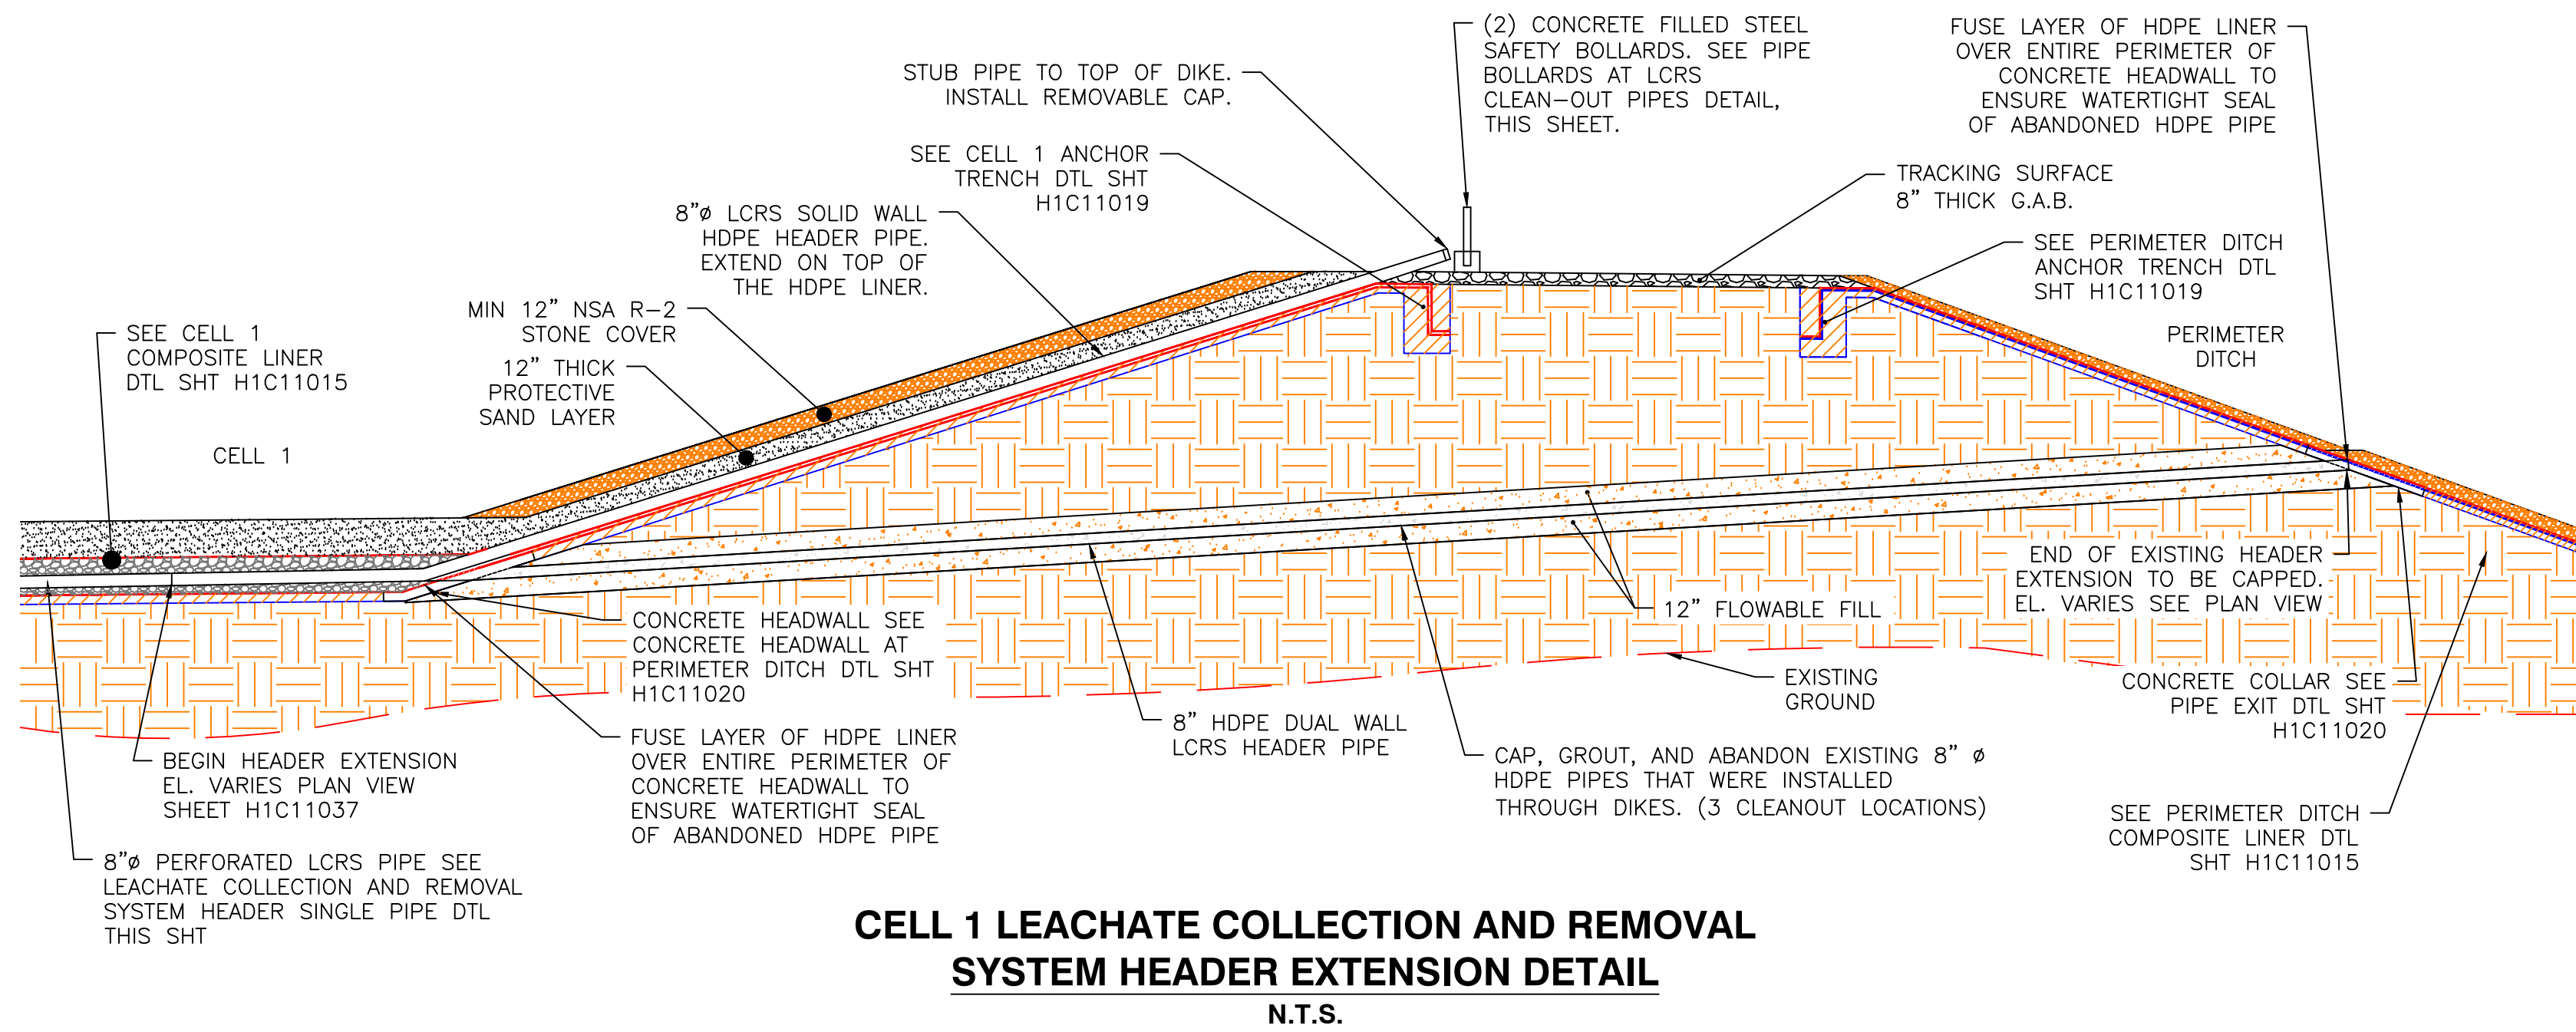 (2) CONCRETE FILLED STEEL
SAFETY BOLLARDS. SEE PIPE
BOLLARDS AT LCRS
CLEAN-OUT PIPES DETAIL,
THIS SHEET.
FUSE LAYER OF HDPE LINER
OVER ENTIRE PERIMETER OF
CONCRETE HEADWALL TO
ENSURE WATERTIGHT SEAL
OF ABANDONED HDPE PIPE
STUB PIPE TO TOP OF DIKE.
INSTALL REMOVABLE CAP.
SEE CELL 1 ANCHOR
TRENCH DTL SHT
H1C11019
TRACKING SURFACE
8" THICK G.A.B.
8"ø LCRS SOLID WALL
HDPE HEADER PIPE.
EXTEND ON TOP OF
THE HDPE LINER.
SEE PERIMETER DITCH
ANCHOR TRENCH DTL
SHT H1C11019
MIN 12" NSA R-2
STONE COVER
SEE CELL 1
COMPOSITE LINER
DTL SHT H1C11015
PERIMETER
DITCH
12" THICK
PROTECTIVE
SAND LAYER
CELL 1
END OF EXISTING HEADER
EXTENSION TO BE CAPPED.
EL. VARIES SEE PLAN VIEW
12" FLOWABLE FILL
CONCRETE HEADWALL SEE
CONCRETE HEADWALL AT
PERIMETER DITCH DTL SHT
H1C11020
EXISTING
GROUND
CONCRETE COLLAR SEE
PIPE EXIT DTL SHT
H1C11020
8" HDPE DUAL WALL
LCRS HEADER PIPE
FUSE LAYER OF HDPE LINER
OVER ENTIRE PERIMETER OF
CONCRETE HEADWALL TO
ENSURE WATERTIGHT SEAL
OF ABANDONED HDPE PIPE
CAP, GROUT, AND ABANDON EXISTING 8" ø
HDPE PIPES THAT WERE INSTALLED
THROUGH DIKES. (3 CLEANOUT LOCATIONS)
BEGIN HEADER EXTENSION
EL. VARIES PLAN VIEW
SHEET H1C11037
SEE PERIMETER DITCH
COMPOSITE LINER DTL
SHT H1C11015
8"ø PERFORATED LCRS PIPE SEE
LEACHATE COLLECTION AND REMOVAL
SYSTEM HEADER SINGLE PIPE DTL
THIS SHT
CELL 1 LEACHATE COLLECTION AND REMOVAL
SYSTEM HEADER EXTENSION DETAIL
N.T.S.